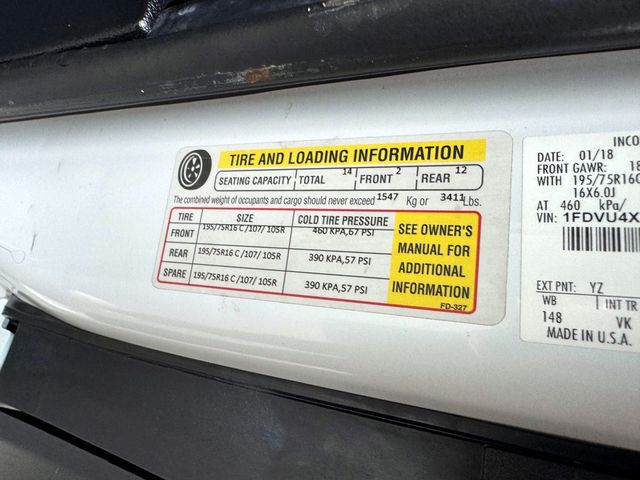 TIRE AND LOADING INFORMATION
SEATING CAPACITY TOTAL 14 FRONT 2 REAR 12
The combined weight of occupants and cargo should never exceed 1547 Kg or 3411 Lbs.
TIRE SIZE COLD TIRE PRESSURE
FRONT 195/75R16 C /107/ 105R 460 KPA,67 PSI
REAR 195/75R16 C /107/ 105R 390 KPA,57 PSI
SPARE 195/75R16 C /107/ 105R 390 KPA,57 PSI
SEE OWNER'S
MANUAL FOR
ADDITIONAL
INFORMATION
FD-327
INCO
DATE: 01/18
FRONT GAWR: 18
WITH 195/75R16C
16X6.0J
AT 460 kPa/
VIN: 1FDVU4X
EXT PNT: YZ
WB INT TR
148 VK
MADE IN U.S.A.